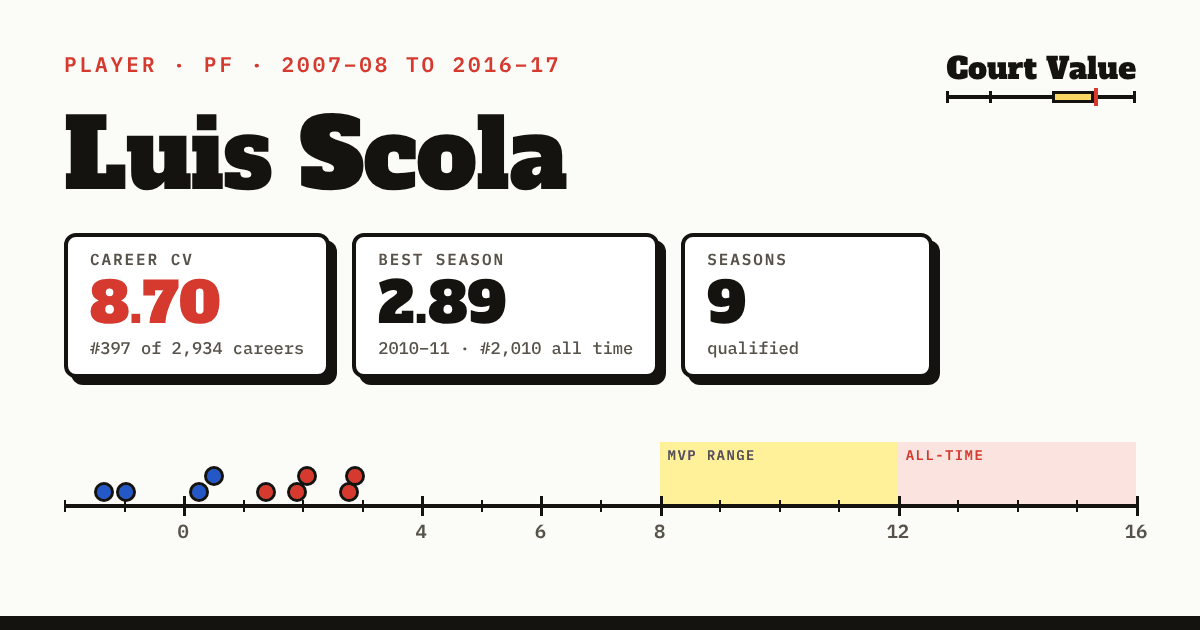 PLAYER · PF · 2007–08 TO 2016–17
Court Value
Luis Scola
CAREER CV
8.70
#397 of 2,934 careers
BEST SEASON
2.89
2010–11 · #2,010 all time
SEASONS
9
qualified
MVP RANGE
ALL-TIME
0 4 6 8 12 16